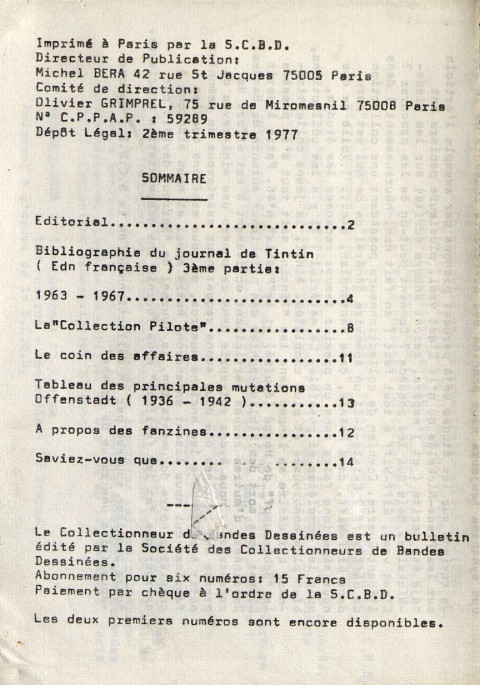 Imprimé à Paris par la S.C.B.D.
Directeur de Publication:
Michel BERA 42 rue St Jacques 75005 Paris
Comité de direction:
Olivier GRIMPREL, 75 rue de Miromesnil 75008 Paris
N° C.P.P.A.P. : 59289
Dépôt Légal: 2ème trimestre 1977
SOMMAIRE
Editorial.............................2
Bibliographie du journal de Tintin
( Edn française ) 3ème partie:
1963 - 1967...........................4
La"Collection Pilote".................8
Le coin des affaires.................11
Tableau des principales mutations
Offenstadt ( 1936 - 1942 )...........13
A propos des fanzines................12
Saviez-vous que...... ........14
Le Collectionneur de Bandes Dessinées est un bulletin
édité par la Société des Collectionneurs de Bandes
Dessinées.
Abonnement pour six numéros: 15 Francs
Paiement par chèque à l'ordre de la S.C.B.D.
Les deux premiers numéros sont encore disponibles.